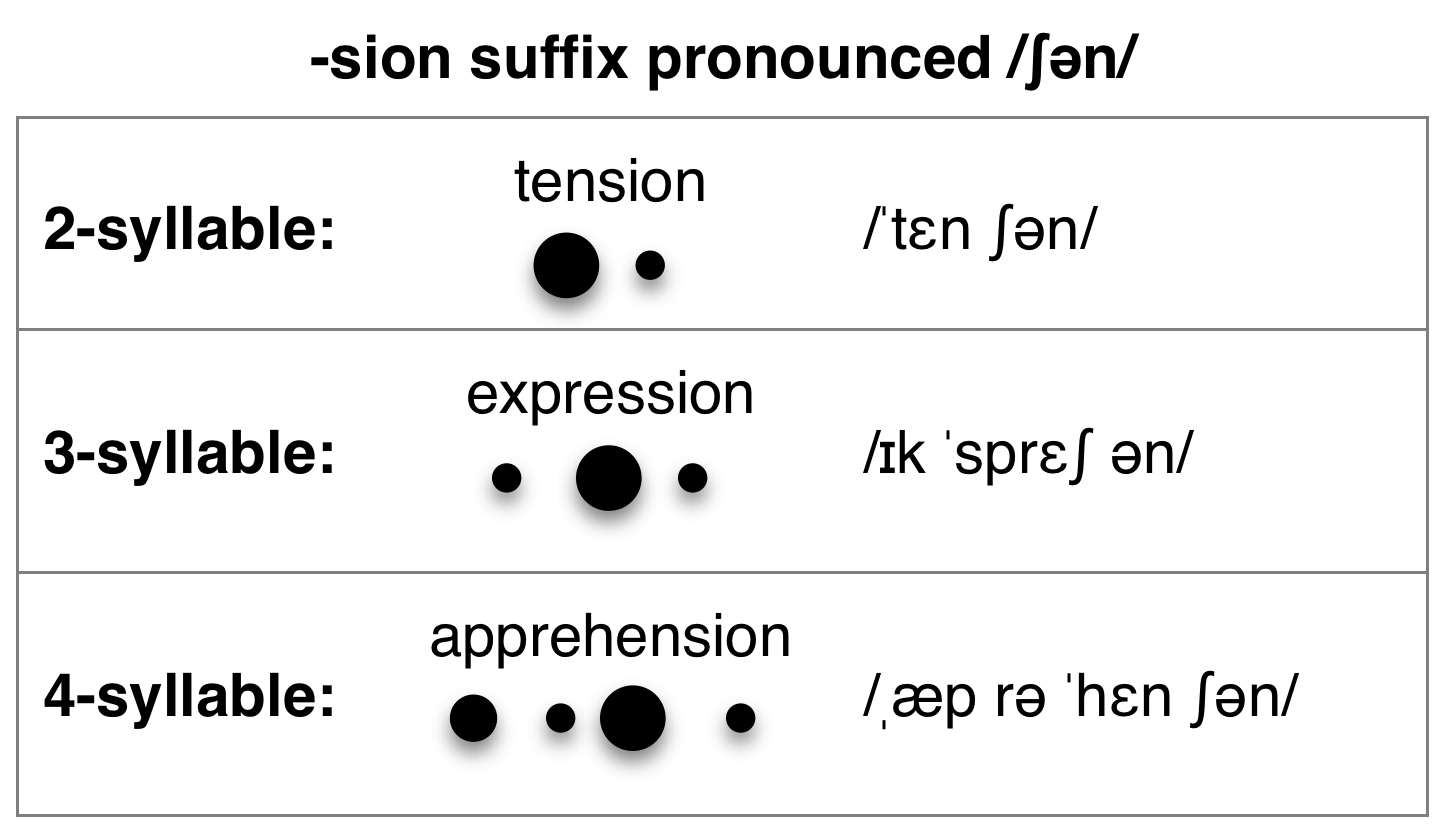 -sion suffix pronounced /ʃən/
2-syllable: tension /ˈtɛn ʃən/
3-syllable: expression /ɪk ˈsprɛʃ ən/
4-syllable: apprehension /ˌæp rə ˈhɛn ʃən/